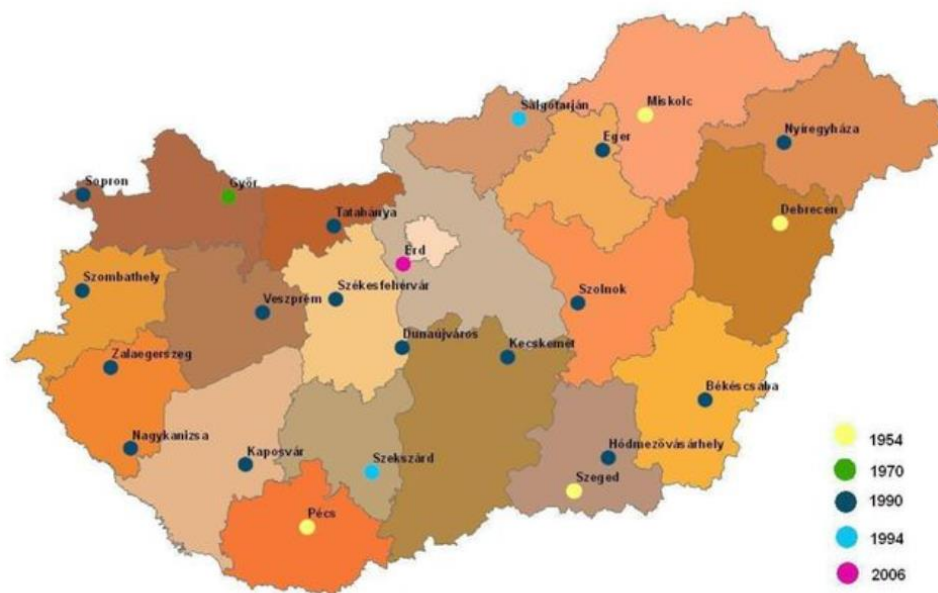 Salgótarján
Miskolc
Nyíregyháza
Eger
Sopron
Győr
Debrecen
Tatabánya
Érd
Szombathely
Székesfehérvár
Veszprém
Szolnok
Dunaújváros
Kecskemét
Zalaegerszeg
Békéscsaba
Nagykanizsa
Kaposvár
Szekszárd
Hódmezővásárhely
Szeged
Pécs
1954
1970
1990
1994
2006